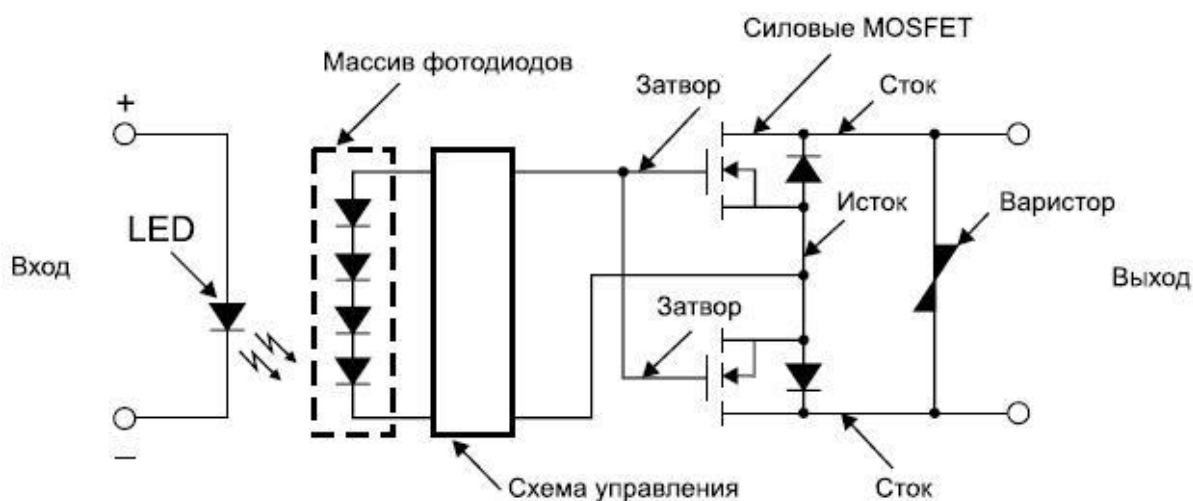 Силовые MOSFET
Массив фотодиодов
Затвор
Сток
+
LED
Вход
Исток
Варистор
Выход
Затвор
–
Схема управления
Сток